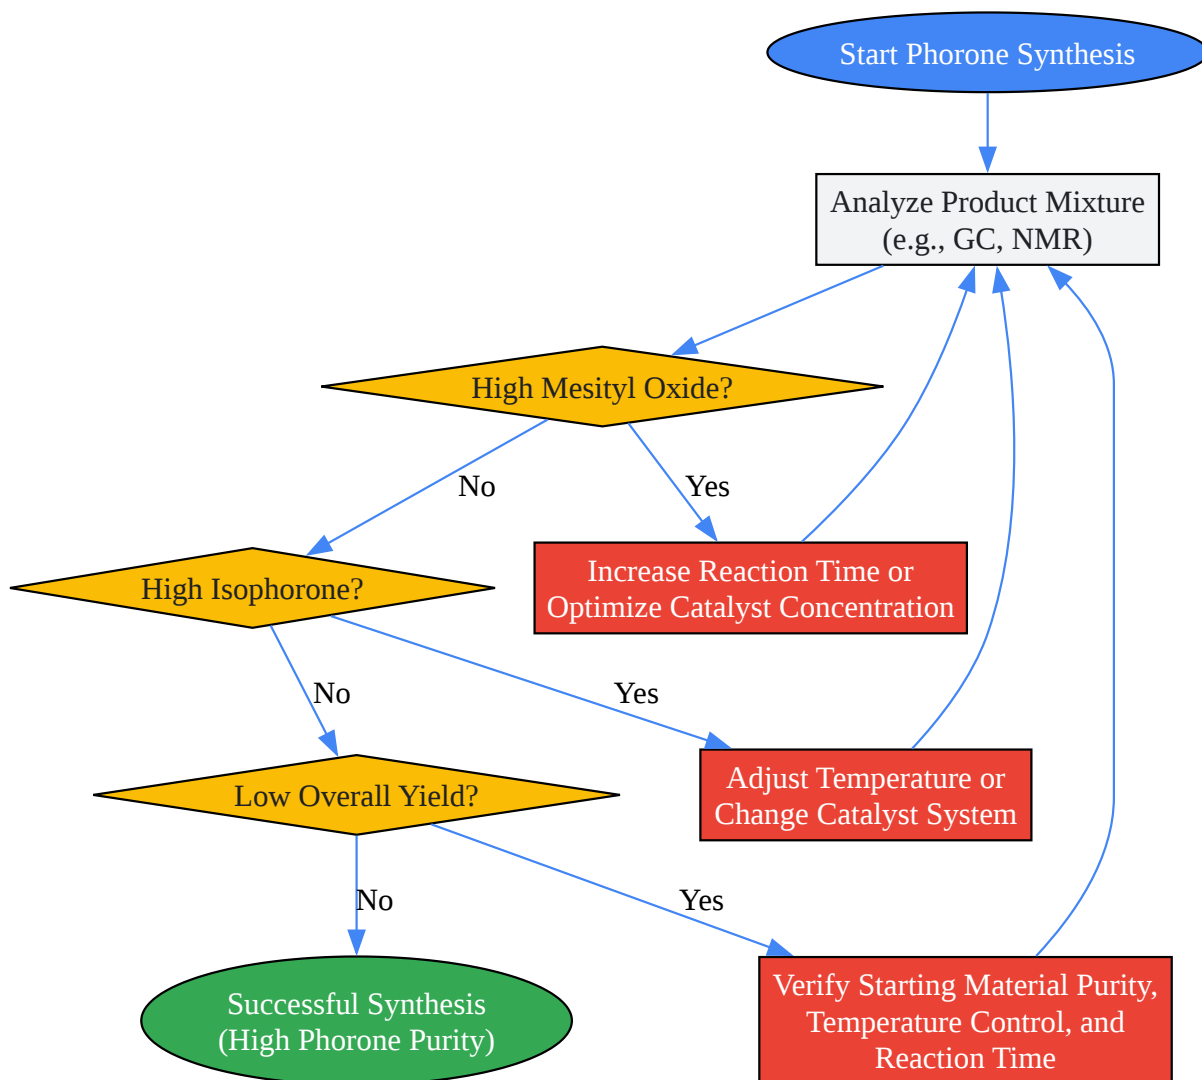 Start Phorone Synthesis
Analyze Product Mixture
(e.g., GC, NMR)
High Mesityl Oxide?
No
Yes
High Isophorone?
Increase Reaction Time or
Optimize Catalyst Concentration
No
Yes
Low Overall Yield?
Adjust Temperature or
Change Catalyst System
No
Yes
Successful Synthesis
(High Phorone Purity)
Verify Starting Material Purity,
Temperature Control, and
Reaction Time